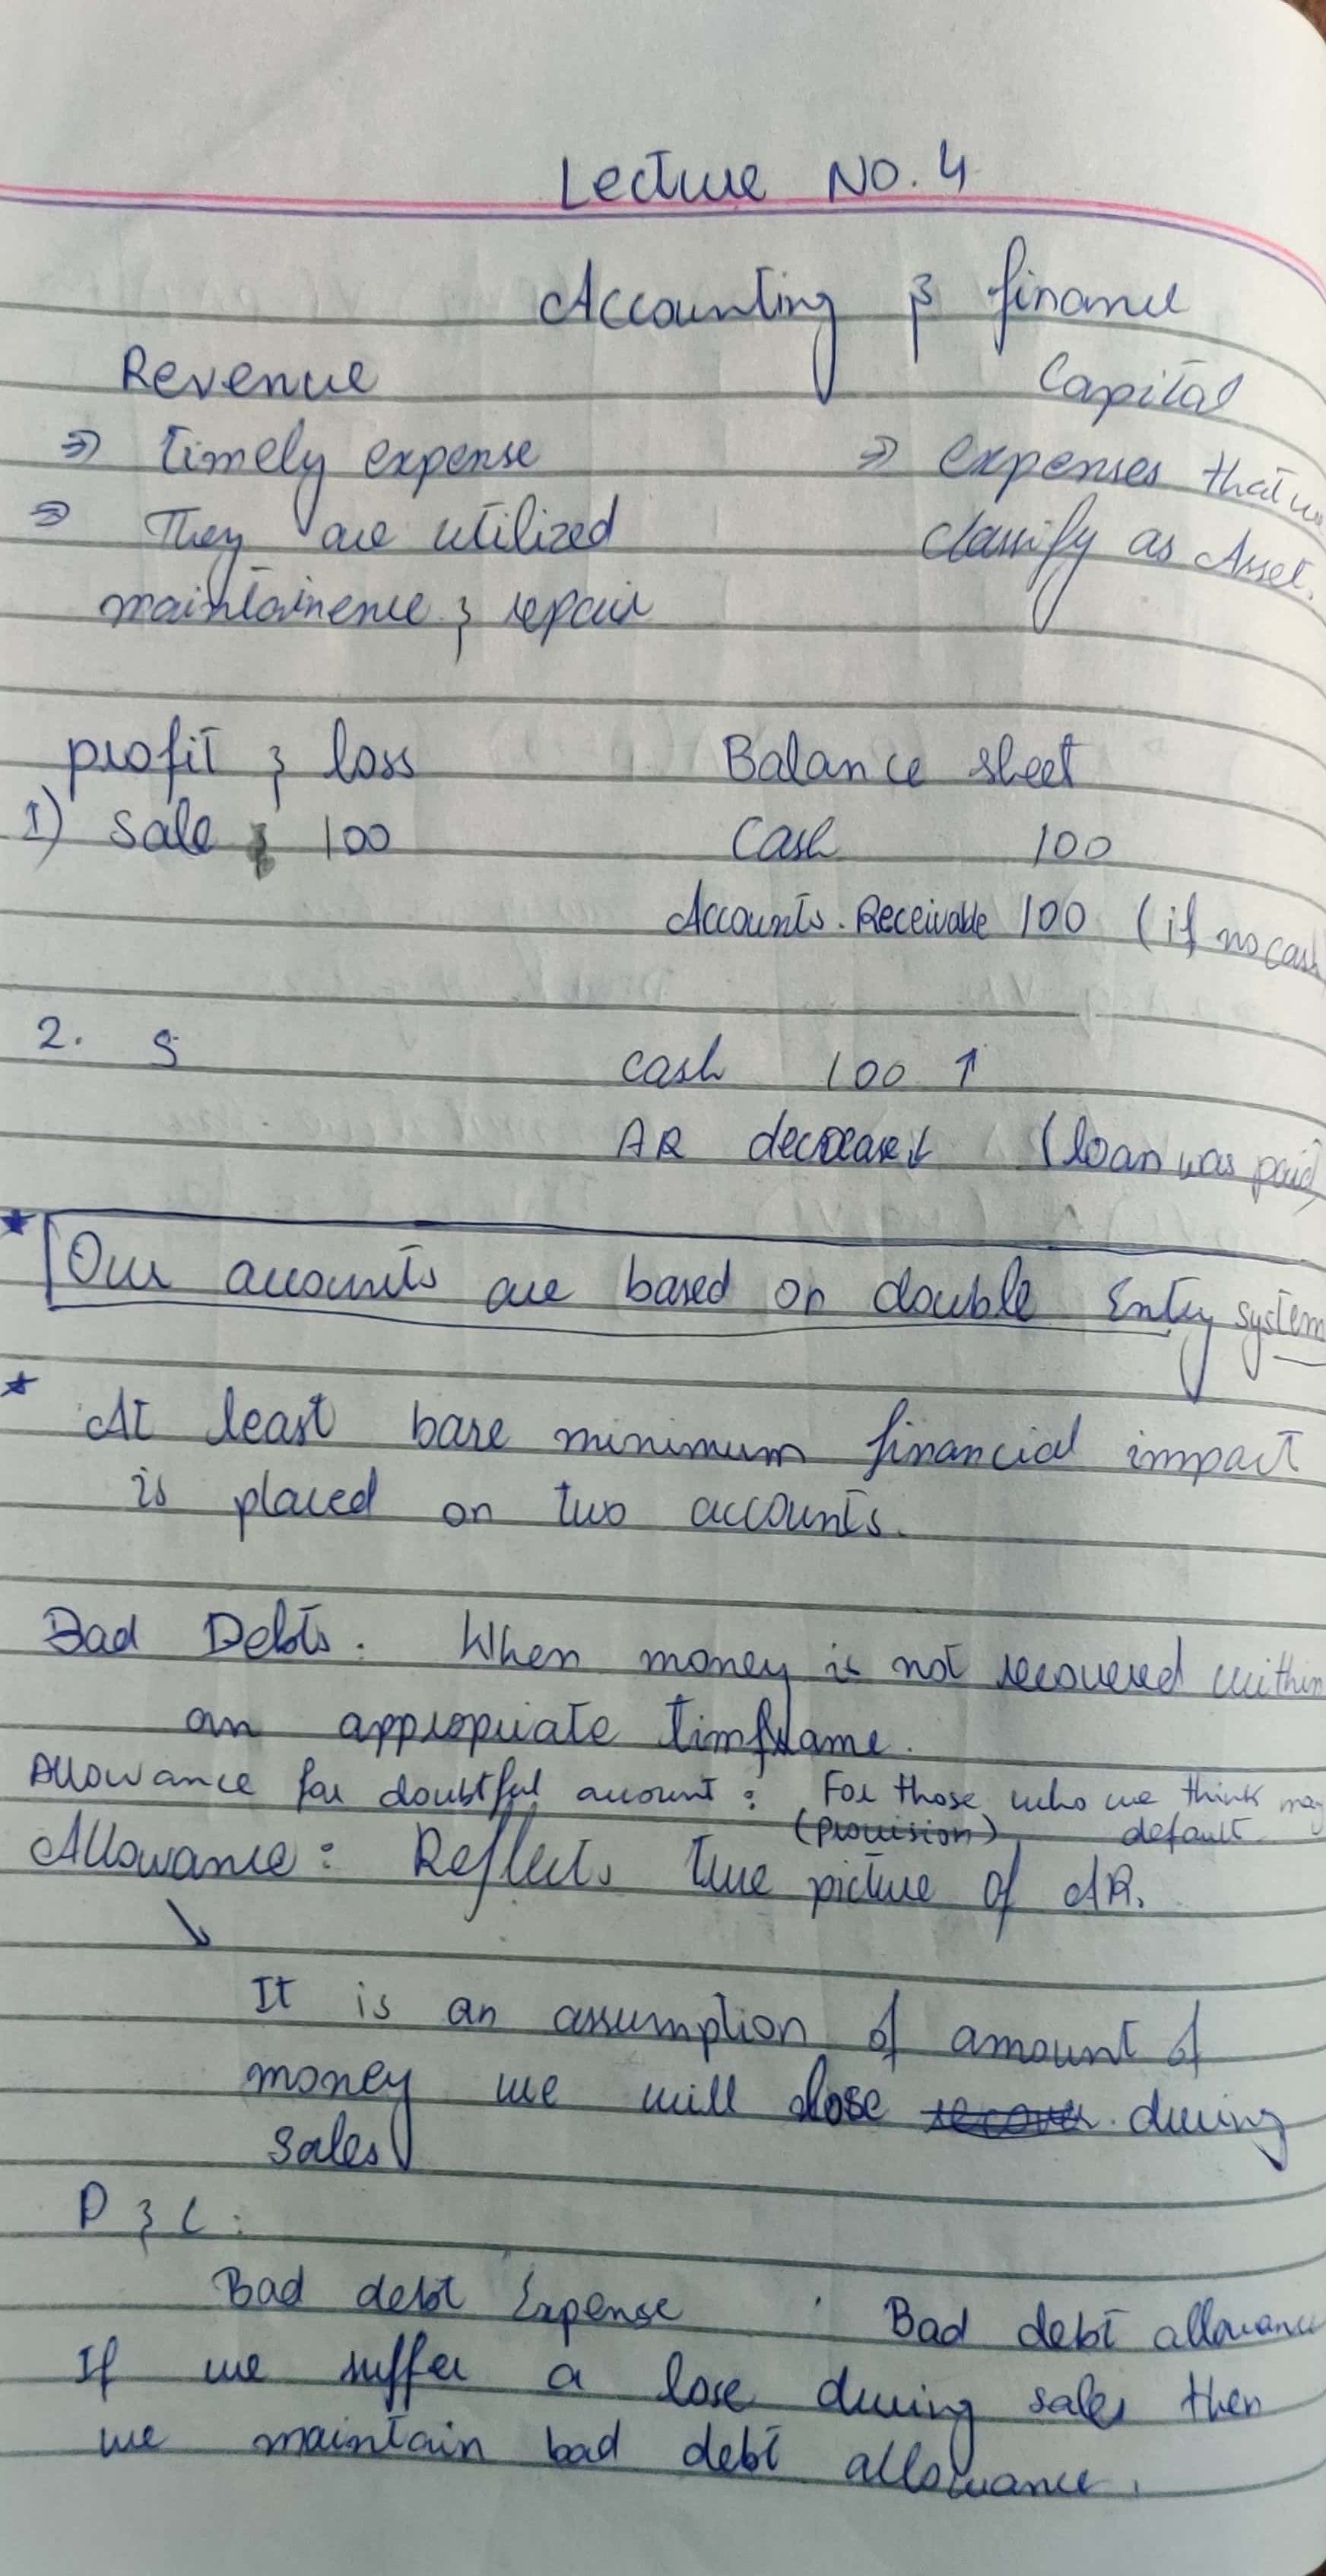 Lecture No. 4
Accounting & finance
Revenue Capital
⇒ timely expense ⇒ expenses that we
⇒ They are utilized classify as Asset.
maintainence & repair
profit & loss Balance sheet
1) Sale 100 Cash 100
Accounts. Receivable 100 (if no cash
2. S cash 100 ↑
AR decrease ↓ (loan was paid)
* Our accounts are based on double Entry system
* At least bare minimum financial impact
is placed on two accounts.
Bad Debts. When money is not recovered within
an appropriate timframe.
Allowance for doubtful account : For those who we think may
(provision) default
Allowance : Reflects true picture of AR.
↘
It is an assumption of amount of
money we will lose recover during
sales
P & L :
Bad debt Expense Bad debt allowance
If we suffer a lose during sales then
we maintain bad debt allowance.